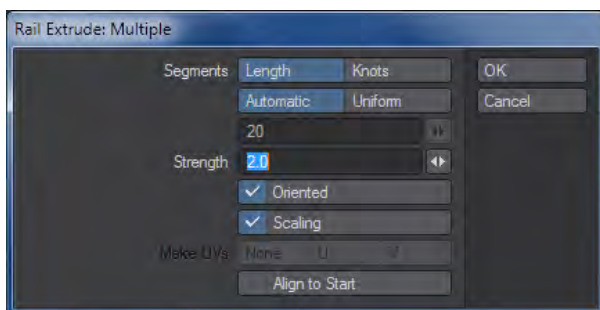 Rail Extrude: Multiple
Segments Length Knots OK
Automatic Uniform Cancel
20
Strength 2.0
Oriented
Scaling
Make UVs None U V
Align to Start